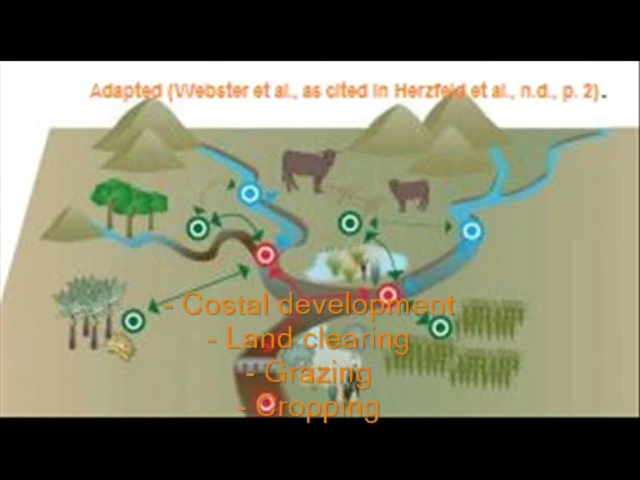 Adapted (Webster et al., as cited in Herzfeld et al., n.d., p. 2).
- Costal development
- Land clearing
- Grazing
- Cropping